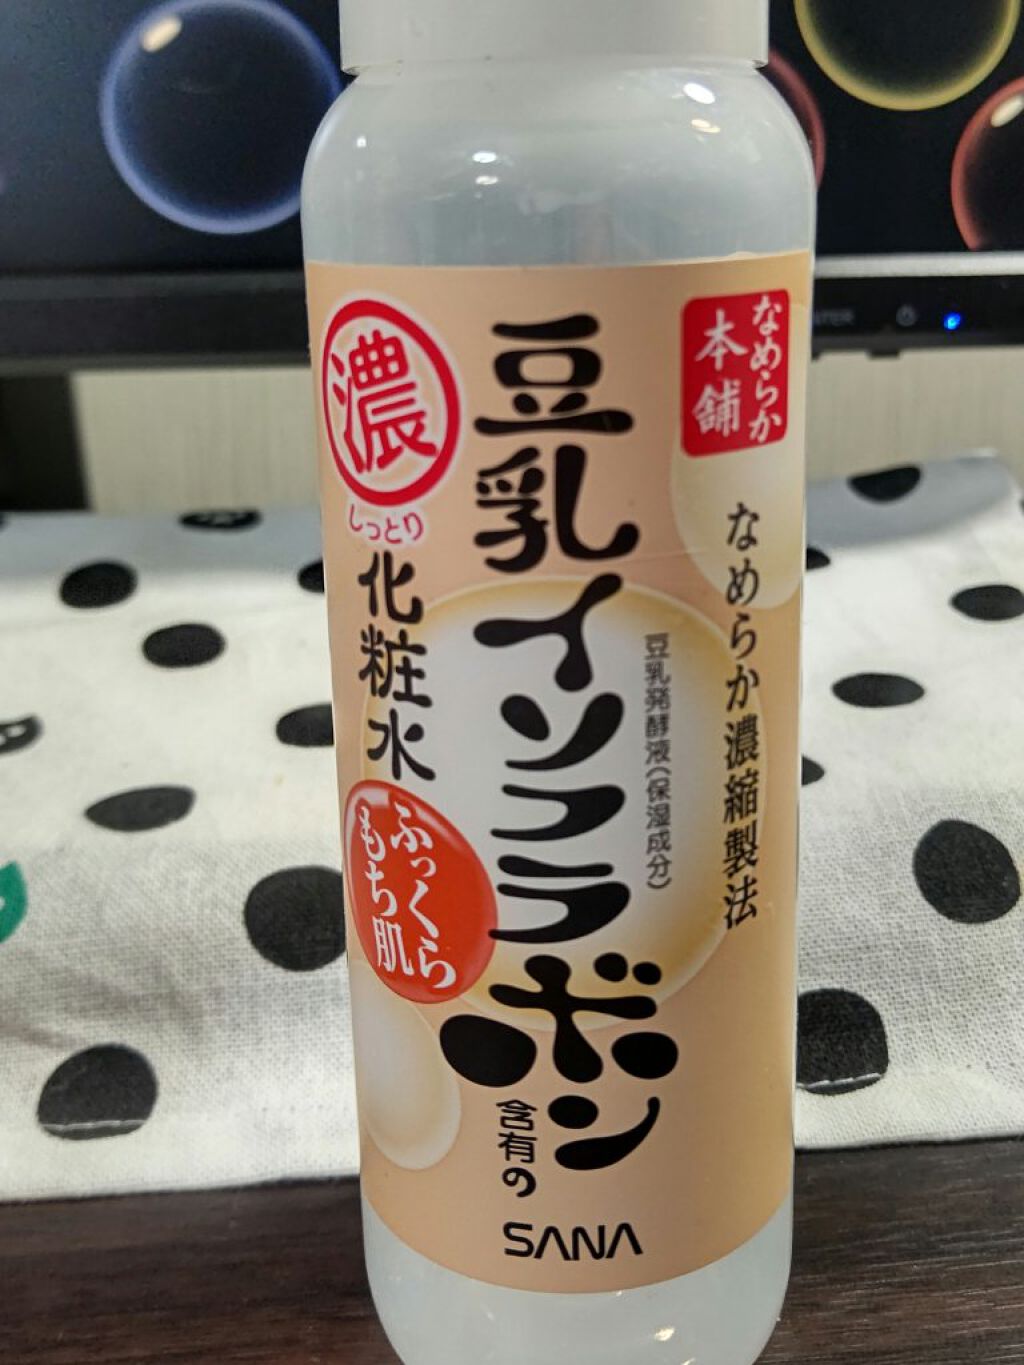 なめらか
本舗
なめらか濃縮製法
豆乳発酵液(保湿成分)
豆乳イソフラボン
含有の
濃
しっとり
化粧水
ふっくら
もち肌
SANA